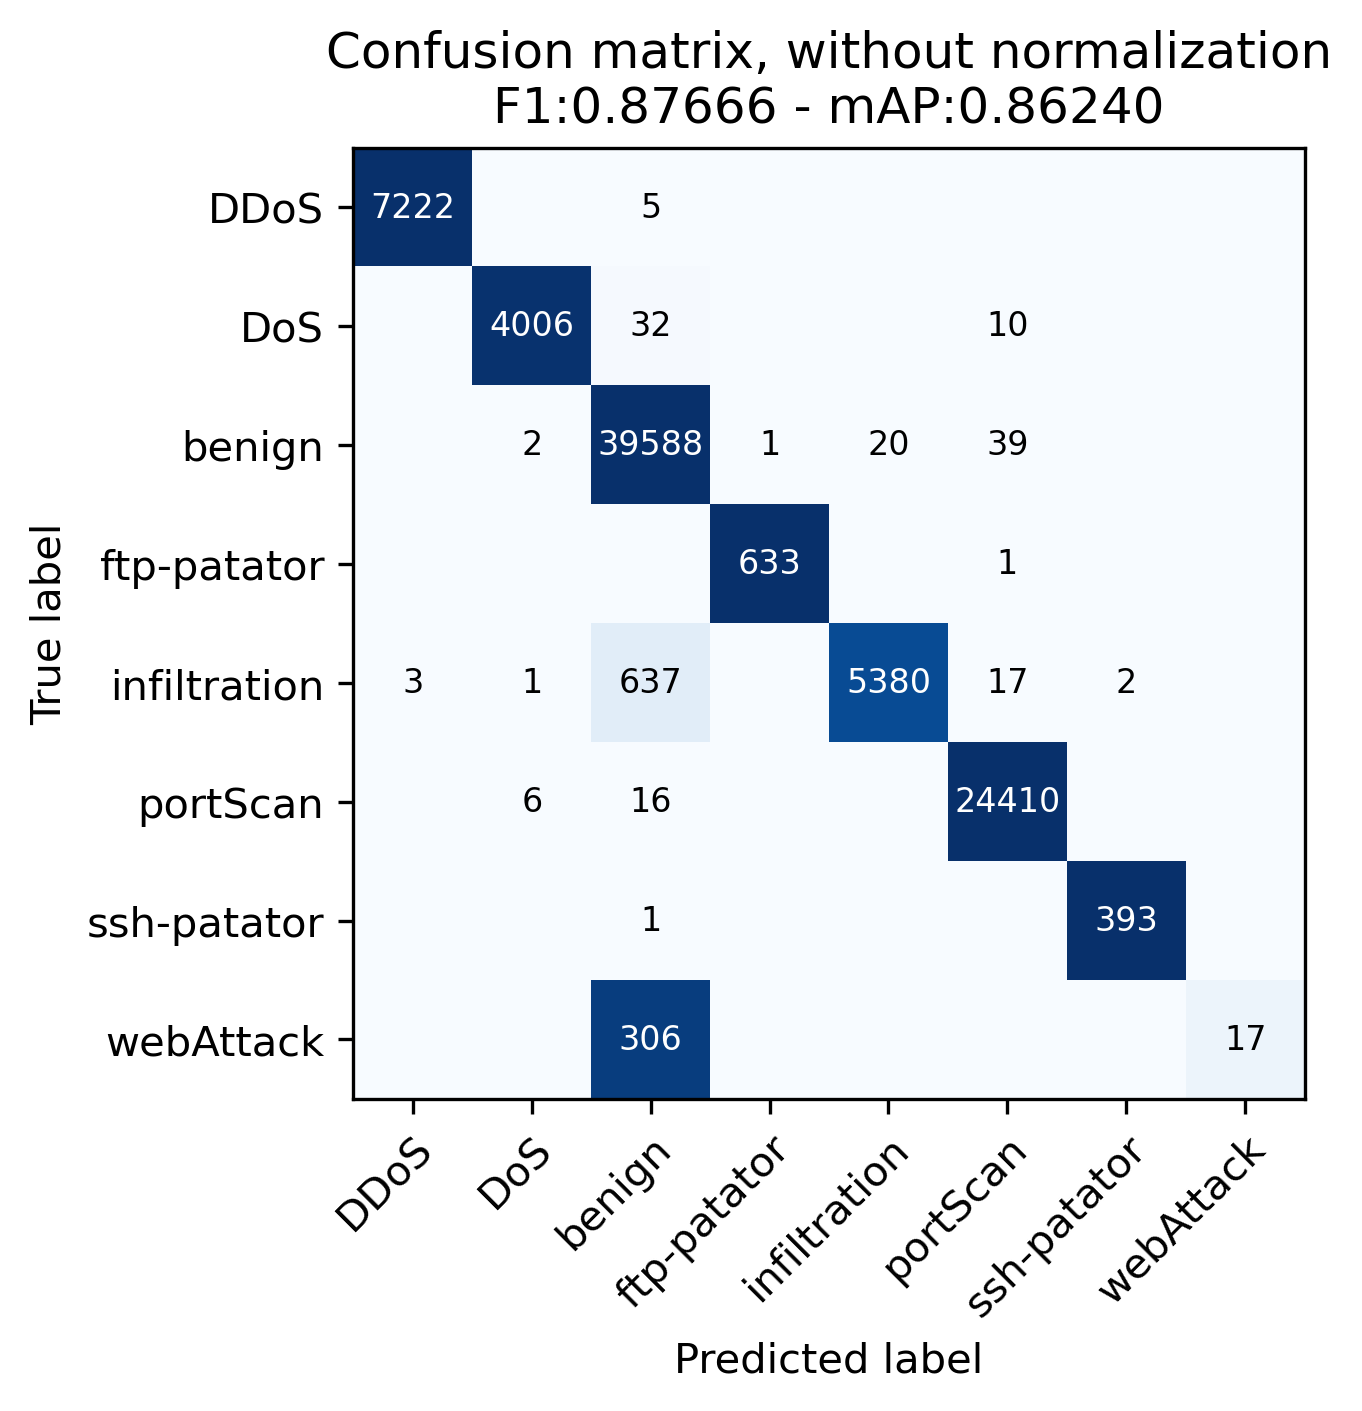 Confusion matrix, without normalization
F1:0.87666 - mAP:0.86240
DDoS 7222 5
DoS 4006 32 10
benign 2 39588 1 20 39
ftp-patator 633 1
infiltration 3 1 637 5380 17 2
portScan 6 16 24410
ssh-patator 1 393
webAttack 306 17
True label
DDoS DoS benign ftp-patator infiltration portScan ssh-patator webAttack
Predicted label